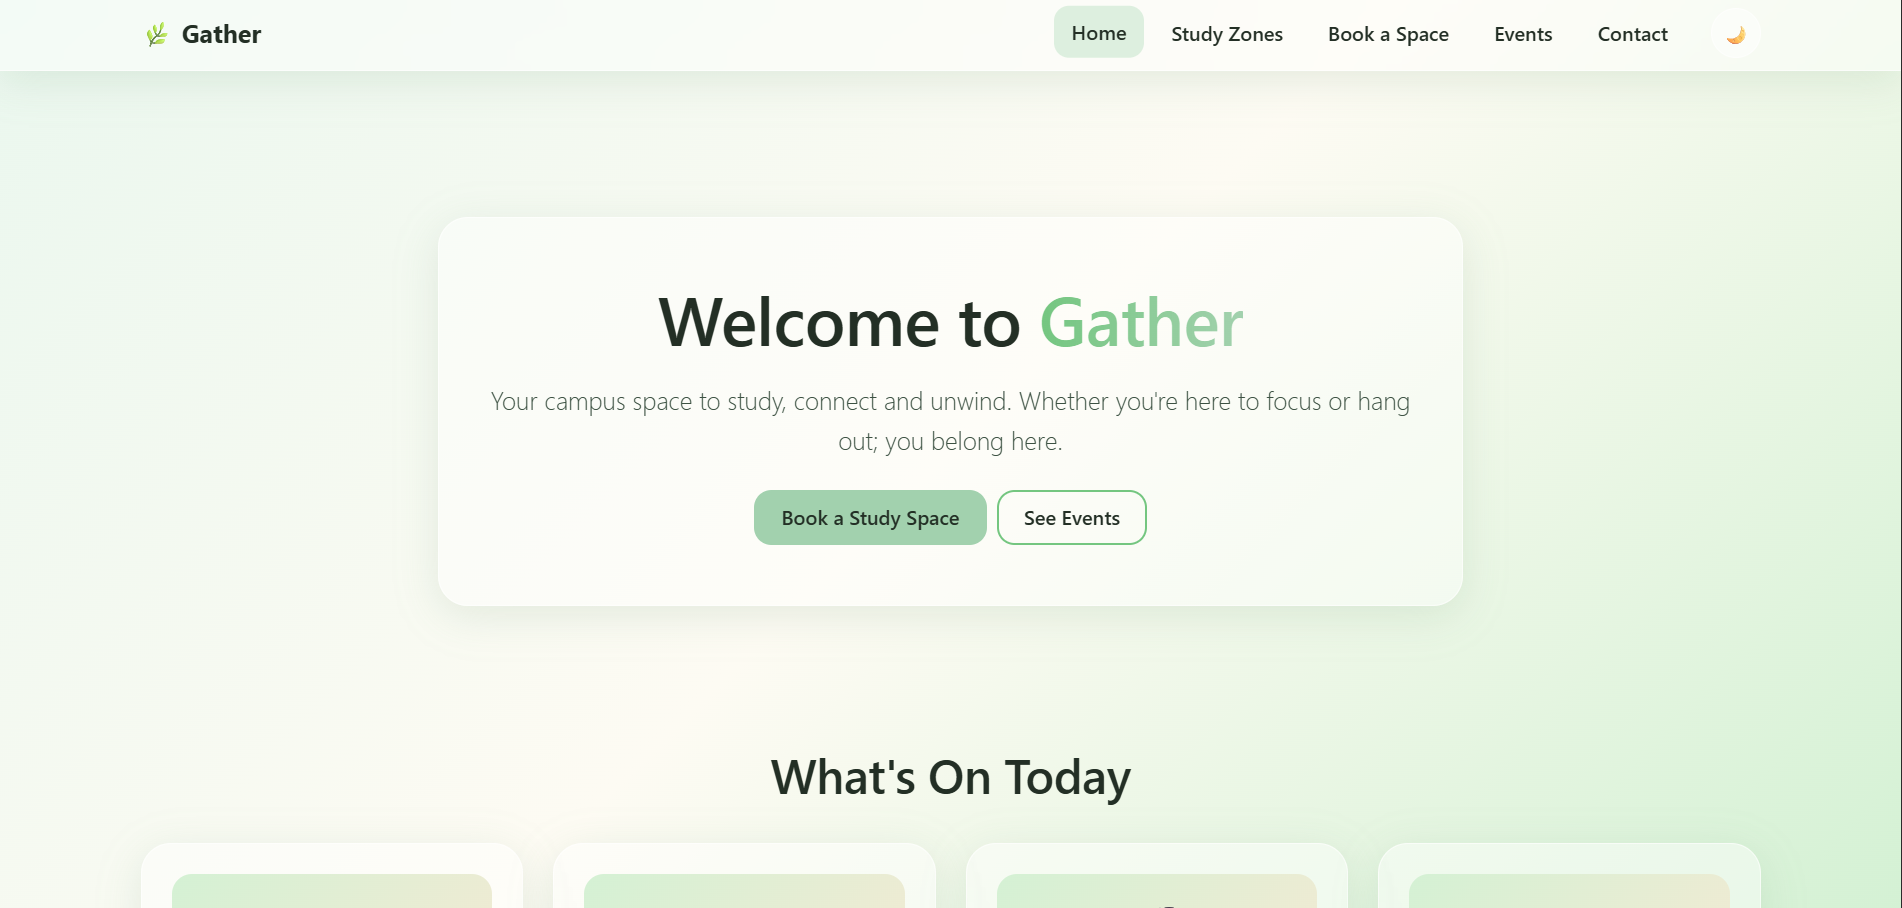 Gather
Home
Study Zones
Book a Space
Events
Contact
Welcome to Gather
Your campus space to study, connect and unwind. Whether you're here to focus or hang
out; you belong here.
Book a Study Space
See Events
What's On Today